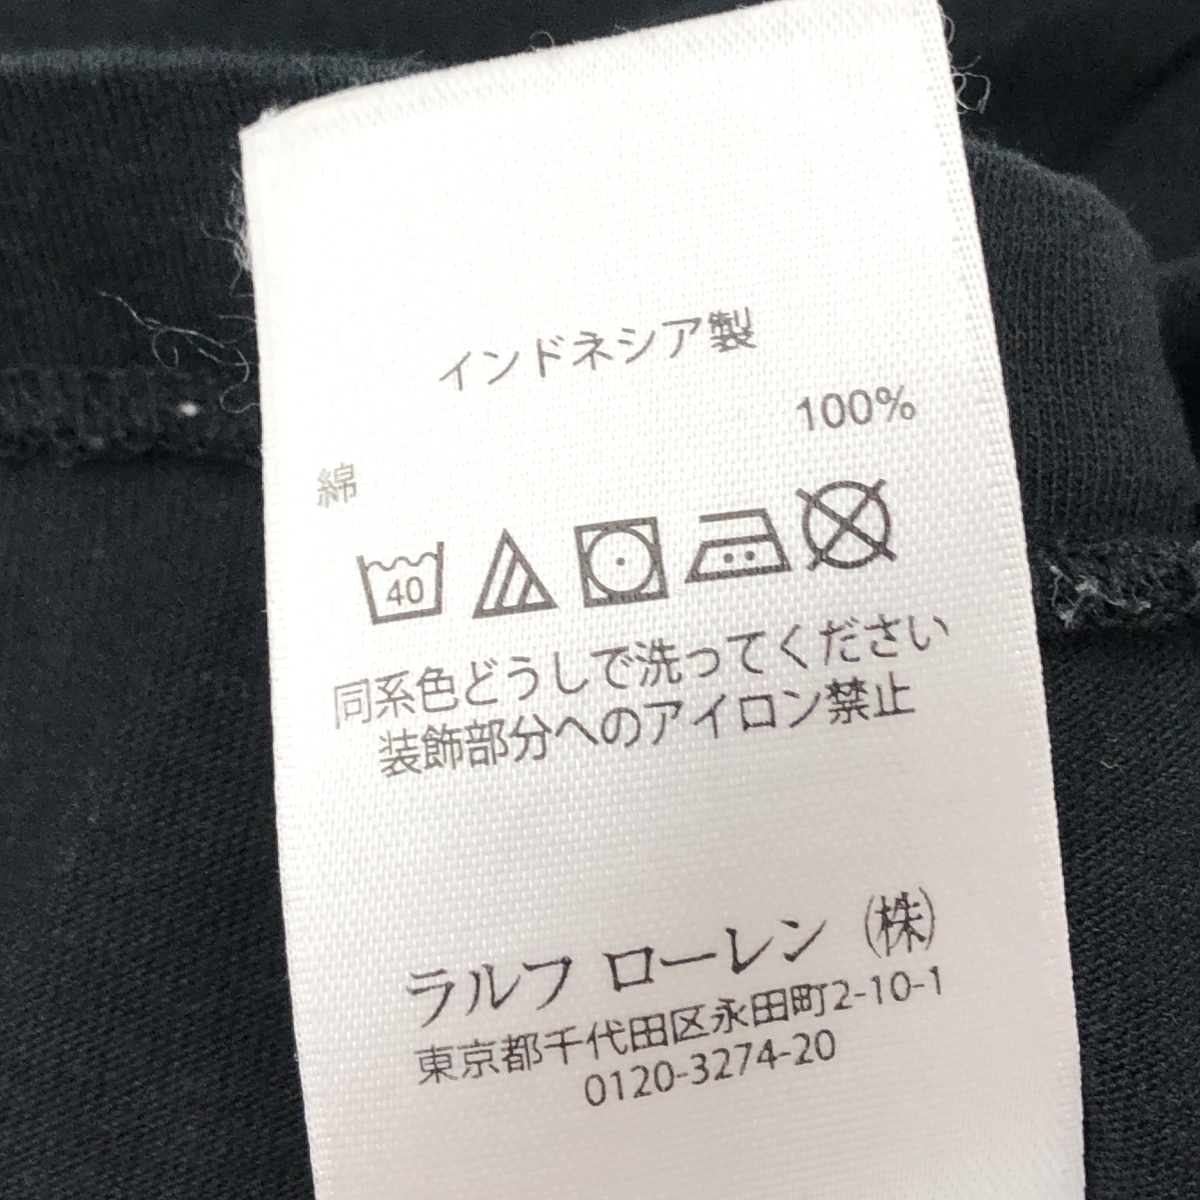 インドネシア製
100%
綿
40
同系色どうしで洗ってください
装飾部分へのアイロン禁止
ラルフ ローレン (株)
東京都千代田区永田町2-10-1
0120-3274-20